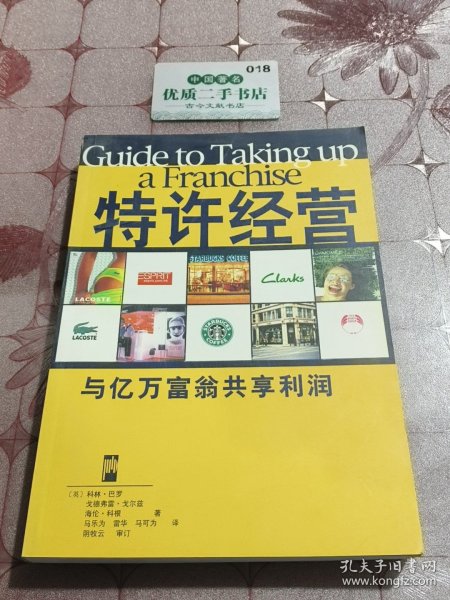 中国著名
018
优质二手书店
古今文献书店
Guide to Taking up
a Franchise
特许经营
LACOSTE
ESPRIT
STARBUCKS COFFEE
Clarks
LACOSTE
STARBUCKS
COFFEE
与亿万富翁共享利润
(英) 科林·巴罗
戈德弗雷·戈尔兹
海伦·科根 著
马乐为 雷华 马可为 译
阴牧云 审订
孔夫子旧书网
www.kongfz.com